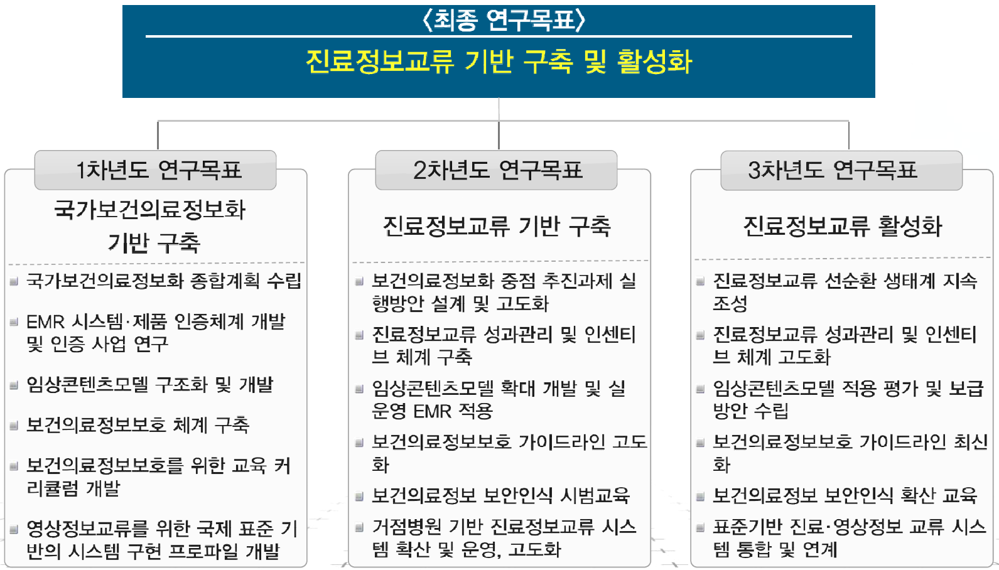 <최종 연구목표>
진료정보교류 기반 구축 및 활성화
1차년도 연구목표
국가보건의료정보화
기반 구축
국가보건의료정보화 종합계획 수립
EMR 시스템·제품 인증체계 개발
및 인증 사업 연구
임상콘텐츠모델 구조화 및 개발
보건의료정보보호 체계 구축
보건의료정보보호를 위한 교육 커
리큘럼 개발
영상정보교류를 위한 국제 표준 기
반의 시스템 구현 프로파일 개발
2차년도 연구목표
진료정보교류 기반 구축
보건의료정보화 중점 추진과제 실
행방안 설계 및 고도화
진료정보교류 성과관리 및 인센티
브 체계 구축
임상콘텐츠모델 확대 개발 및 실
운영 EMR 적용
보건의료정보보호 가이드라인 고도
화
보건의료정보 보안인식 시범교육
거점병원 기반 진료정보교류 시스
템 확산 및 운영, 고도화
3차년도 연구목표
진료정보교류 활성화
진료정보교류 선순환 생태계 지속
조성
진료정보교류 성과관리 및 인센티
브 체계 고도화
임상콘텐츠모델 적용 평가 및 보급
방안 수립
보건의료정보보호 가이드라인 최신
화
보건의료정보 보안인식 확산 교육
표준기반 진료·영상정보 교류 시스
템 통합 및 연계